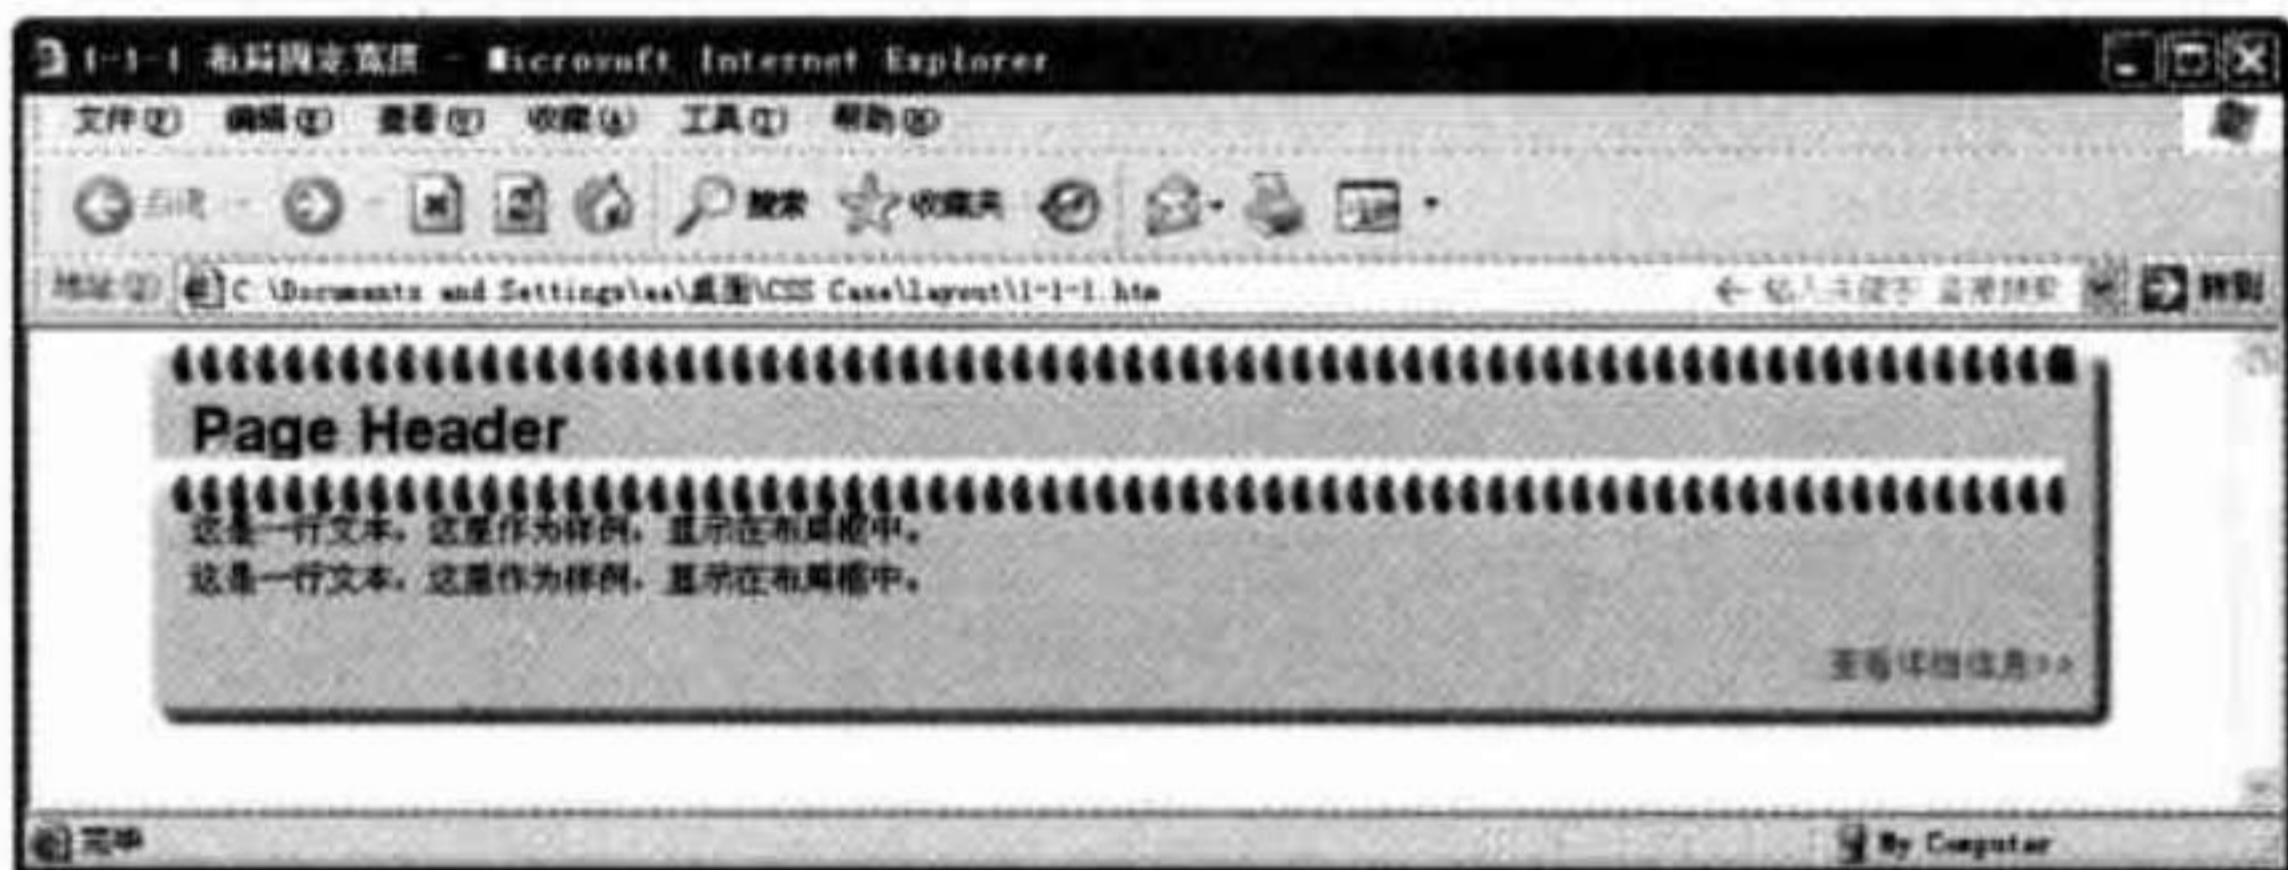 1-1-1 布局固定宽度 - Microsoft Internet Explorer
文件(F) 编辑(E) 查看(V) 收藏(A) 工具(T) 帮助(H)
后退 搜索 收藏夹
地址(D) C:\Documents and Settings\aa\桌面\CSS Case\layout\1-1-1.htm 转到
Page Header
这是一行文本，这里作为样例，显示在布局框中。
这是一行文本，这里作为样例，显示在布局框中。
查看详细信息>>
完毕 My Computer